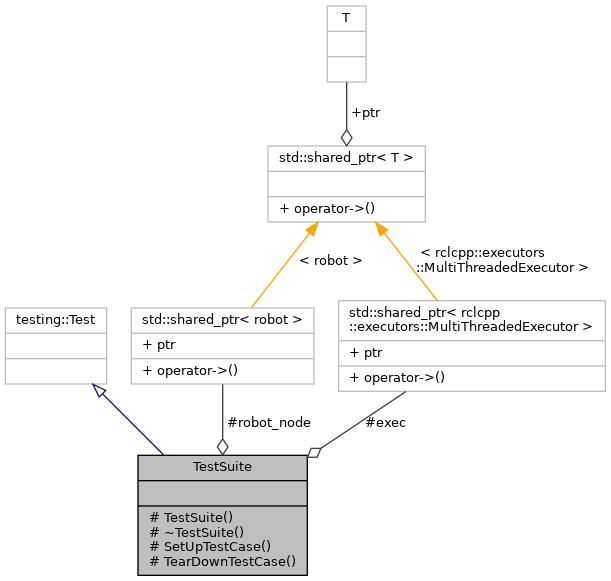 T
+ptr
std::shared_ptr< T >
+ operator->()
< robot >
< rclcpp::executors
::MultiThreadedExecutor >
testing::Test
std::shared_ptr< robot >
+ ptr
+ operator->()
std::shared_ptr< rclcpp
::executors::MultiThreadedExecutor >
+ ptr
+ operator->()
#robot_node
#exec
TestSuite
# TestSuite()
# ~TestSuite()
# SetUpTestCase()
# TearDownTestCase()